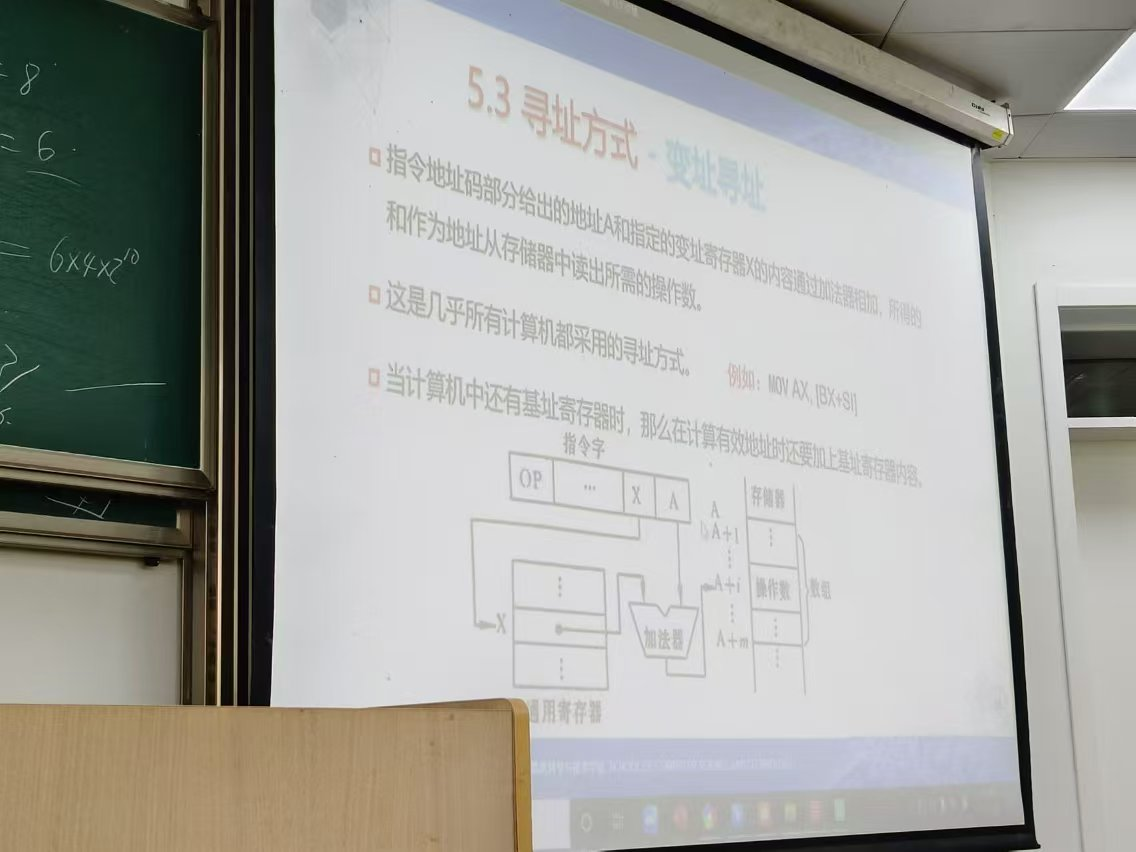 = 8
= 6
= 6×4×2¹⁰
5.3 寻址方式 - 变址寻址
指令地址码部分给出的地址A和指定的变址寄存器X的内容通过加法器相加，所得的
和作为地址从存储器中读出所需的操作数。
这是几乎所有计算机都采用的寻址方式。
例如：MOV AX, [BX+SI]
当计算机中还有基址寄存器时，那么在计算有效地址时还要加上基址寄存器内容。
指令字
OP ... X A
存储器
A
A+1
⋮
A+i
操作数
数组
⋮
A+m
X
加法器
通用寄存器